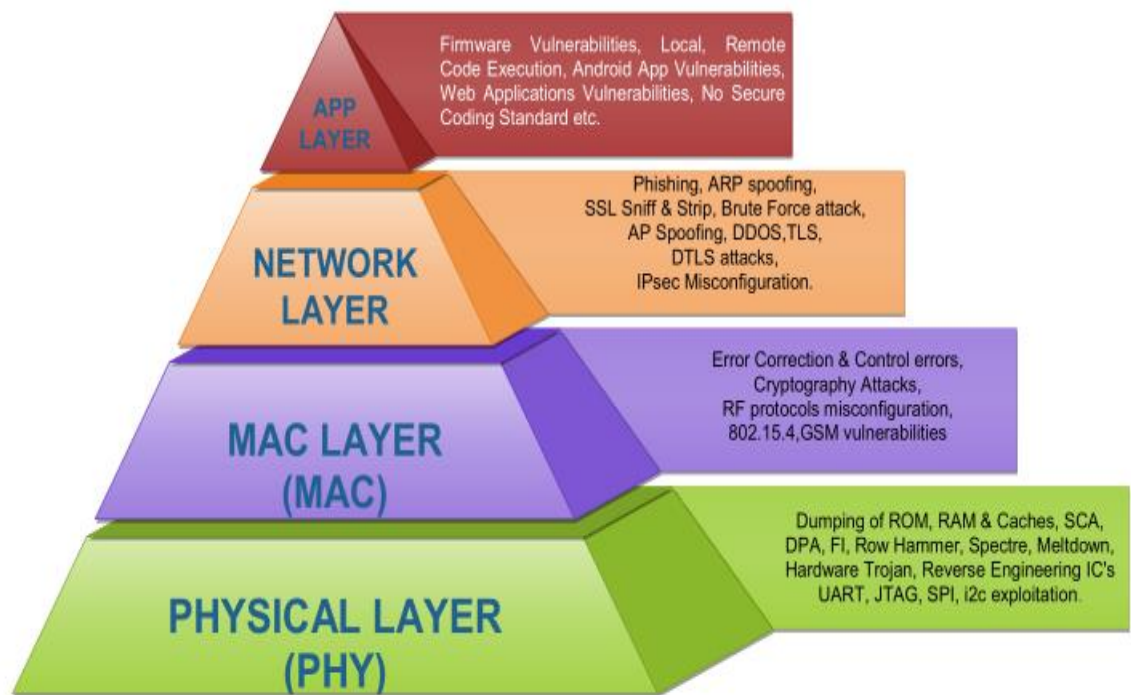 APP
LAYER
Firmware Vulnerabilities, Local, Remote
Code Execution, Android App Vulnerabilities,
Web Applications Vulnerabilities, No Secure
Coding Standard etc.
NETWORK
LAYER
Phishing, ARP spoofing,
SSL Sniff & Strip, Brute Force attack,
AP Spoofing, DDOS,TLS,
DTLS attacks,
IPsec Misconfiguration.
MAC LAYER
(MAC)
Error Correction & Control errors,
Cryptography Attacks,
RF protocols misconfiguration,
802.15.4,GSM vulnerabilities
PHYSICAL LAYER
(PHY)
Dumping of ROM, RAM & Caches, SCA,
DPA, FI, Row Hammer, Spectre, Meltdown,
Hardware Trojan, Reverse Engineering IC's
UART, JTAG, SPI, i2c exploitation.